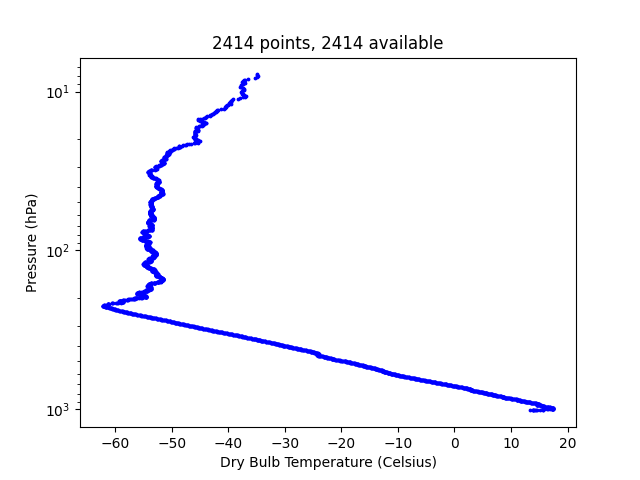 2414 points, 2414 available
10¹
10²
10³
Pressure (hPa)
−60 −50 −40 −30 −20 −10 0 10 20
Dry Bulb Temperature (Celsius)